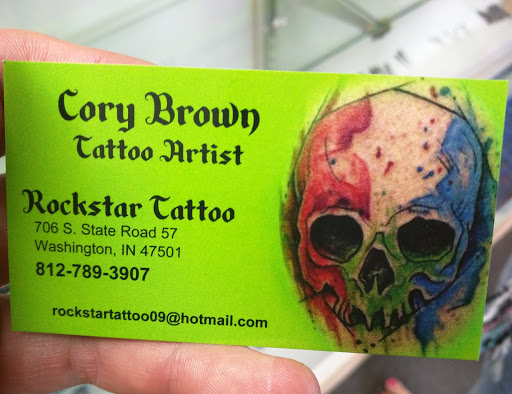 Cory Brown
Tattoo Artist
Rockstar Tattoo
706 S. State Road 57
Washington, IN 47501
812-789-3907
rockstartattoo09@hotmail.com